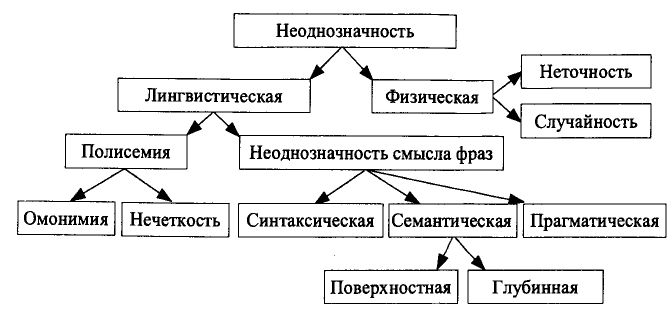 Неоднозначность
Неточность
Лингвистическая
Физическая
Случайность
Полисемия
Неоднозначность смысла фраз
Омонимия
Нечеткость
Синтаксическая
Семантическая
Прагматическая
Поверхностная
Глубинная